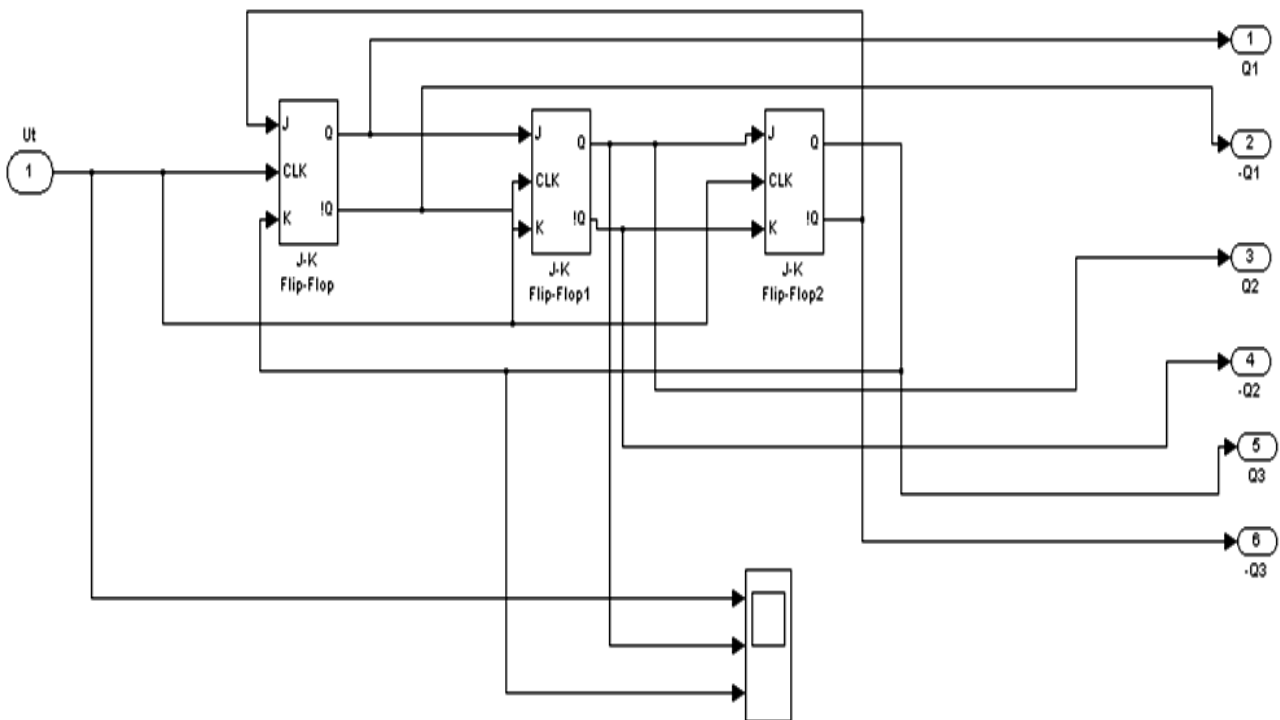 1
Q1
Ut
1
J
Q
CLK
!Q
K
J-K
Flip-Flop
J
Q
CLK
!Q
K
J-K
Flip-Flop1
J
Q
CLK
!Q
K
J-K
Flip-Flop2
2
-Q1
3
Q2
4
-Q2
5
Q3
6
-Q3